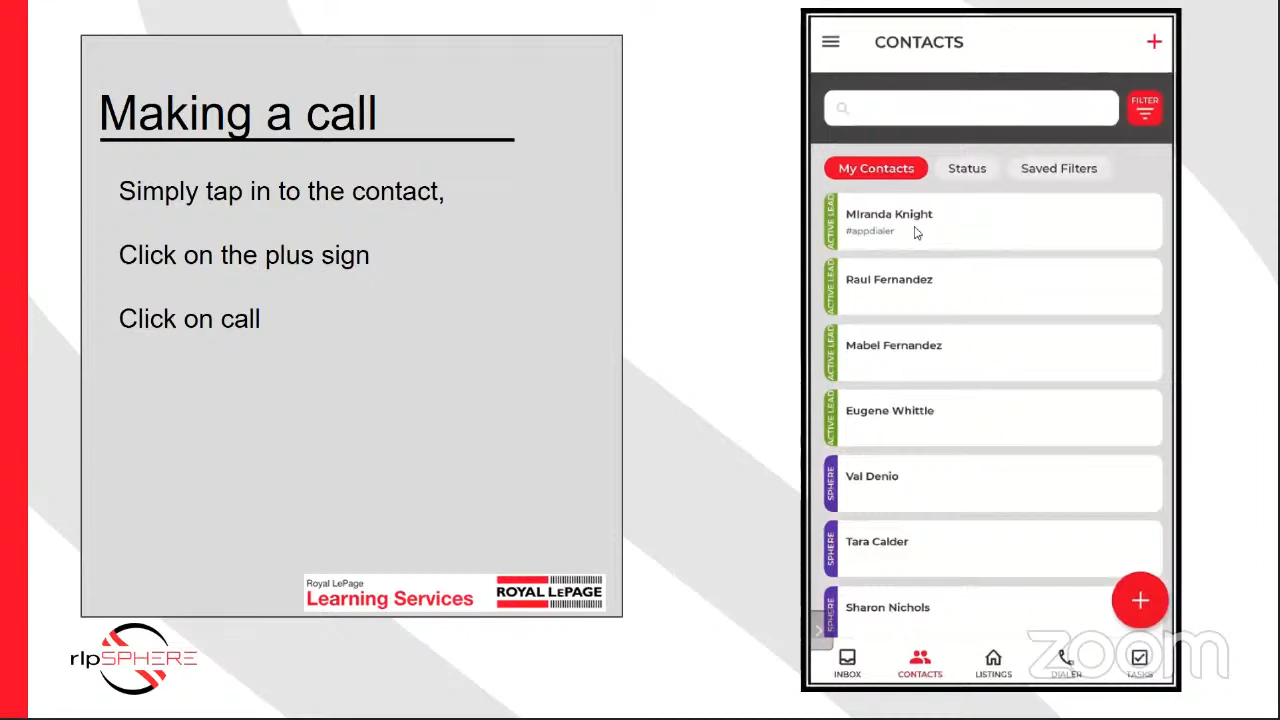 Making a call
Simply tap in to the contact,
Click on the plus sign
Click on call
Royal LePage
Learning Services
ROYAL LEPAGE
rlpSPHERE
CONTACTS
FILTER
My Contacts
Status
Saved Filters
ACTIVE LEAD
MIranda Knight
#appdialer
ACTIVE LEAD
Raul Fernandez
ACTIVE LEAD
Mabel Fernandez
ACTIVE LEAD
Eugene Whittle
SPHERE
Val Denio
SPHERE
Tara Calder
SPHERE
Sharon Nichols
INBOX
CONTACTS
LISTINGS
DIALER
TASKS
zoom